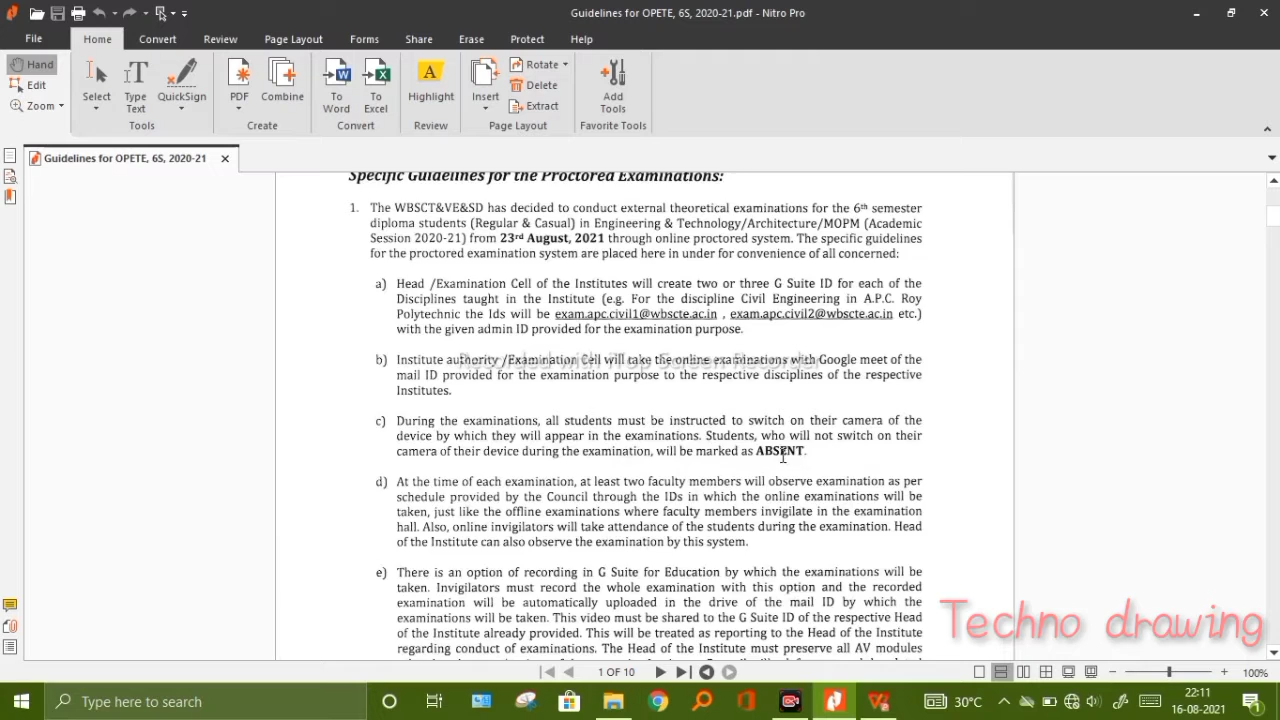 Guidelines for OPETE, 6S, 2020-21.pdf - Nitro Pro
File Home Convert Review Page Layout Forms Share Erase Protect Help
Hand
Edit
Zoom
Select
Type Text
QuickSign
Tools
PDF
Combine
Create
To Word
To Excel
Convert
Highlight
Review
Insert
Rotate
Delete
Extract
Page Layout
Add Tools
Favorite Tools
Guidelines for OPETE, 6S, 2020-21
Specific Guidelines for the Proctored Examinations:
1. The WBSCT&VE&SD has decided to conduct external theoretical examinations for the 6th semester
diploma students (Regular & Casual) in Engineering & Technology/Architecture/MOPM (Academic
Session 2020-21) from 23rd August, 2021 through online proctored system. The specific guidelines
for the proctored examination system are placed here in under for convenience of all concerned:
a) Head /Examination Cell of the Institutes will create two or three G Suite ID for each of the
Disciplines taught in the Institute (e.g. For the discipline Civil Engineering in A.P.C. Roy
Polytechnic the Ids will be exam.apc.civil1@wbscte.ac.in , exam.apc.civil2@wbscte.ac.in etc.)
with the given admin ID provided for the examination purpose.
b) Institute authority /Examination Cell will take the online examinations with Google meet of the
mail ID provided for the examination purpose to the respective disciplines of the respective
Institutes.
Recorded with iTop Screen Recorder
c) During the examinations, all students must be instructed to switch on their camera of the
device by which they will appear in the examinations. Students, who will not switch on their
camera of their device during the examination, will be marked as ABSENT.
d) At the time of each examination, at least two faculty members will observe examination as per
schedule provided by the Council through the IDs in which the online examinations will be
taken, just like the offline examinations where faculty members invigilate in the examination
hall. Also, online invigilators will take attendance of the students during the examination. Head
of the Institute can also observe the examination by this system.
e) There is an option of recording in G Suite for Education by which the examinations will be
taken. Invigilators must record the whole examination with this option and the recorded
examination will be automatically uploaded in the drive of the mail ID by which the
examinations will be taken. This video must be shared to the G Suite ID of the respective Head
of the Institute already provided. This will be treated as reporting to the Head of the Institute
regarding conduct of examinations. The Head of the Institute must preserve all AV modules
Techno drawing
1 OF 10
100%
Type here to search
30°C
22:11
16-08-2021
1